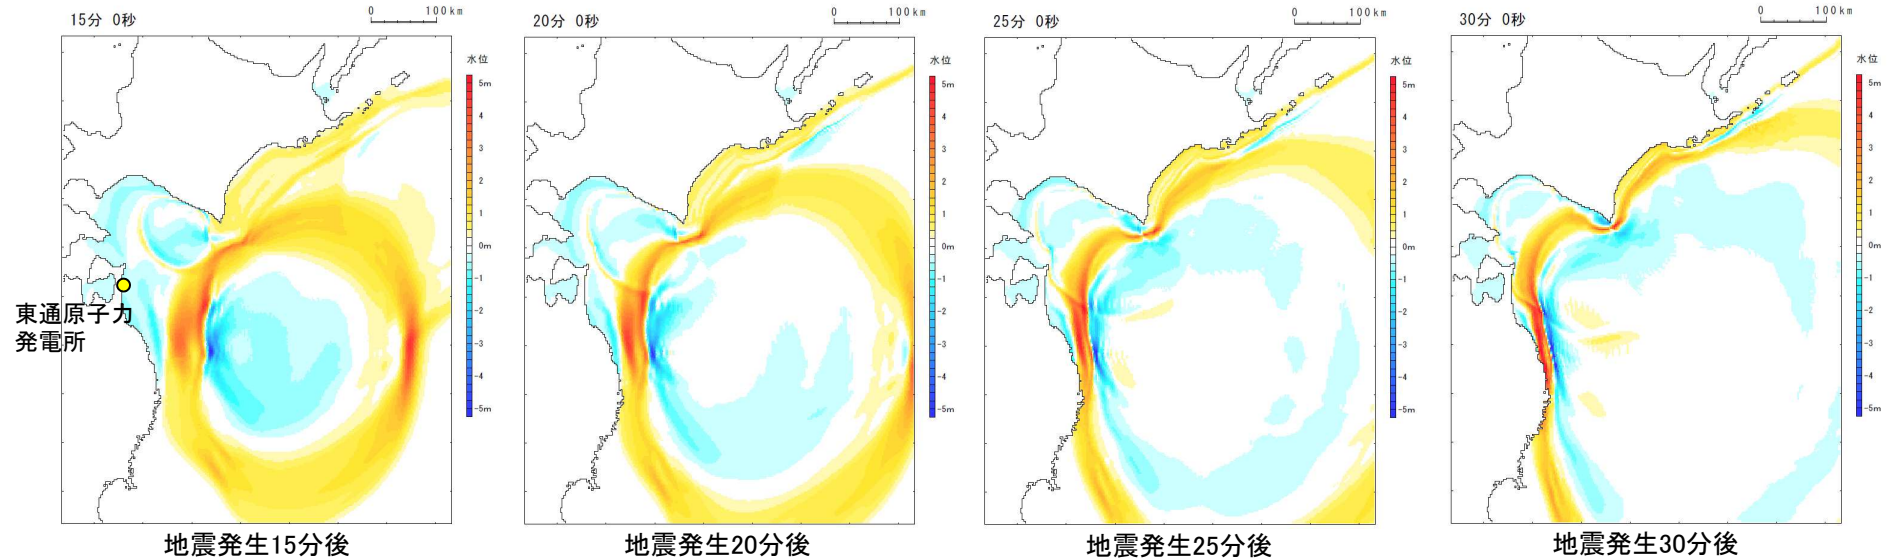 15分 0秒
0 100km
水位
5m
4
3
2
1
0m
-1
-2
-3
-4
-5m
東通原子力
発電所
地震発生15分後
20分 0秒
0 100km
水位
5m
4
3
2
1
0m
-1
-2
-3
-4
-5m
地震発生20分後
25分 0秒
0 100km
水位
5m
4
3
2
1
0m
-1
-2
-3
-4
-5m
地震発生25分後
30分 0秒
0 100km
水位
5m
4
3
2
1
0m
-1
-2
-3
-4
-5m
地震発生30分後